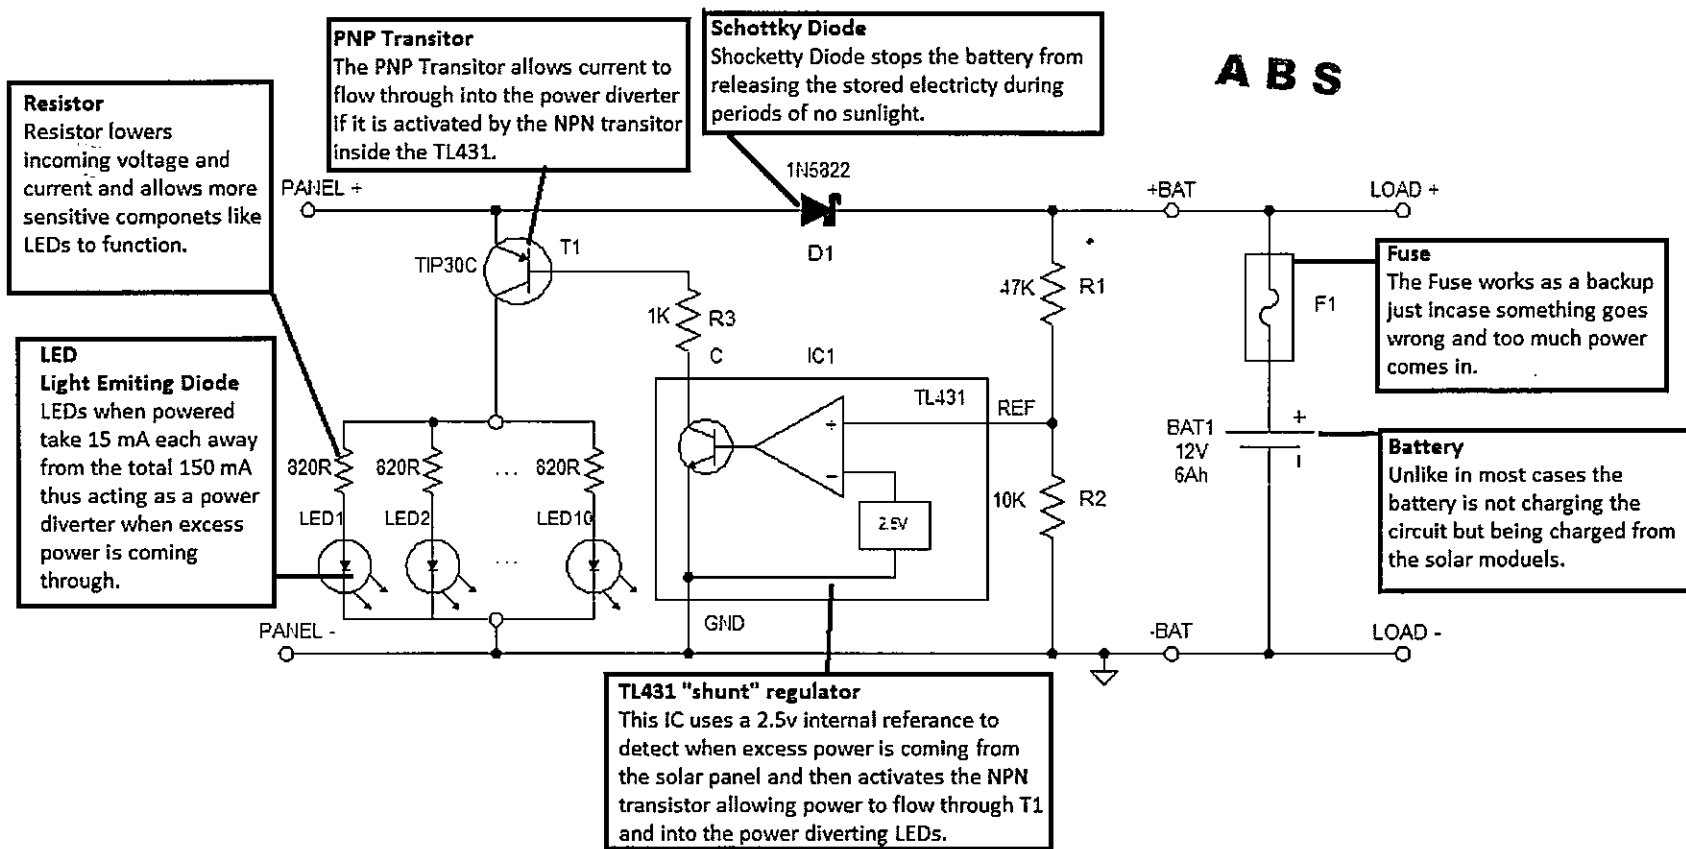 PNP Transitor
The PNP Transitor allows current to
flow through into the power diverter
if it is activated by the NPN transitor
inside the TL431.
Schottky Diode
Shocketty Diode stops the battery from
releasing the stored electricty during
periods of no sunlight.
A B S
Resistor
Resistor lowers
incoming voltage and
current and allows more
sensitive componets like
LEDs to function.
PANEL +
1N5822
+BAT
LOAD +
T1
TIP30C
D1
47K
R1
1K
R3
C
IC1
F1
Fuse
The Fuse works as a backup
just incase something goes
wrong and too much power
comes in.
LED
Light Emiting Diode
LEDs when powered
take 15 mA each away
from the total 150 mA
thus acting as a power
diverter when excess
power is coming
through.
TL431
REF
+
−
2.5V
BAT1
12V
6Ah
+
Battery
Unlike in most cases the
battery is not charging the
circuit but being charged from
the solar moduels.
820R
820R
...
820R
10K
R2
LED1
LED2
LED10
...
GND
PANEL -
-BAT
LOAD -
TL431 "shunt" regulator
This IC uses a 2.5v internal referance to
detect when excess power is coming from
the solar panel and then activates the NPN
transistor allowing power to flow through T1
and into the power diverting LEDs.